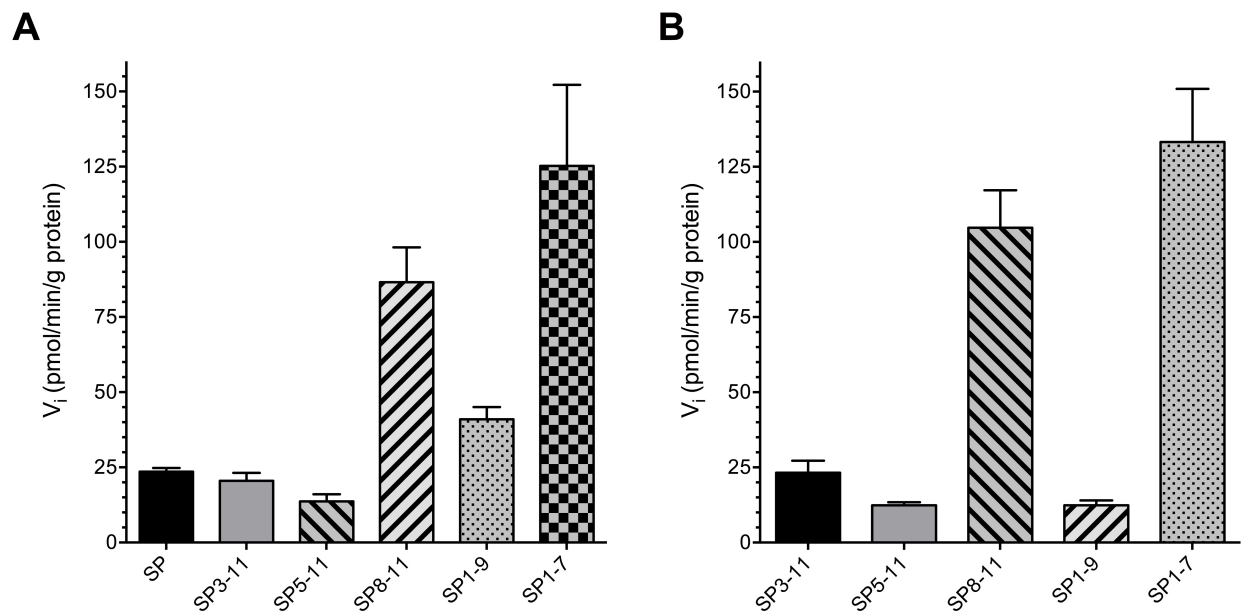 A
V_i (pmol/min/g protein)
150
125
100
75
50
25
0
SP
SP3-11
SP5-11
SP8-11
SP1-9
SP1-7
B
V_i (pmol/min/g protein)
150
125
100
75
50
25
0
SP3-11
SP5-11
SP8-11
SP1-9
SP1-7